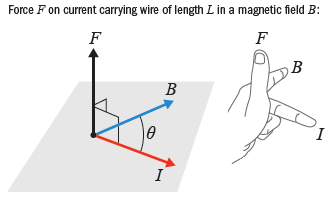 Force F on current carrying wire of length L in a magnetic field B:
F
B
θ
I
F
B
I